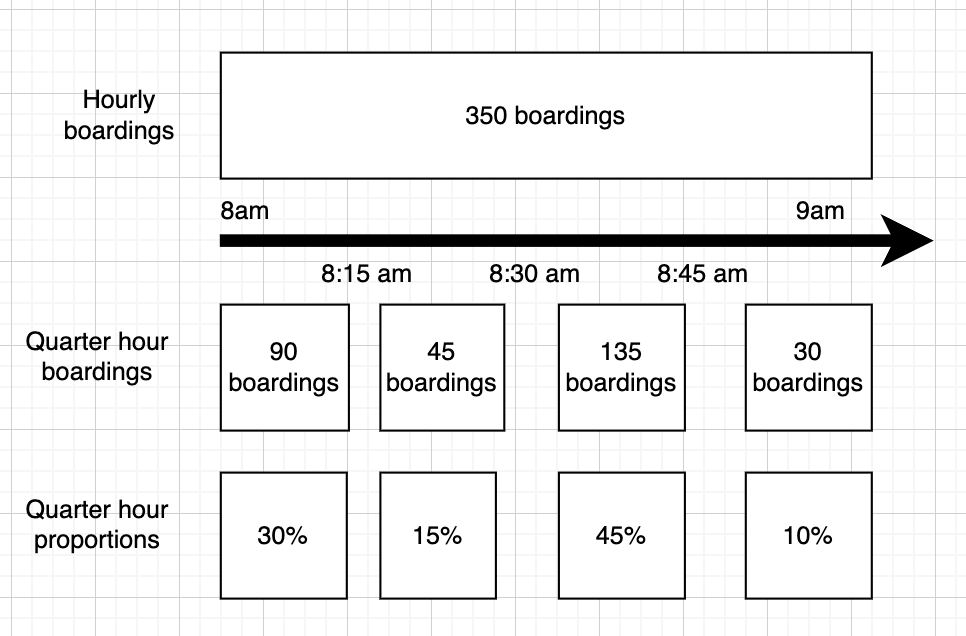 Hourly
boardings
350 boardings
8am
9am
8:15 am
8:30 am
8:45 am
Quarter hour
boardings
90
boardings
45
boardings
135
boardings
30
boardings
Quarter hour
proportions
30%
15%
45%
10%